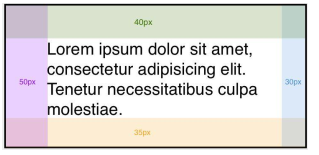 40px
Lorem ipsum dolor sit amet,
consectetur adipisicing elit.
50px
30px
Tenetur necessitatibus culpa
molestiae.
35px